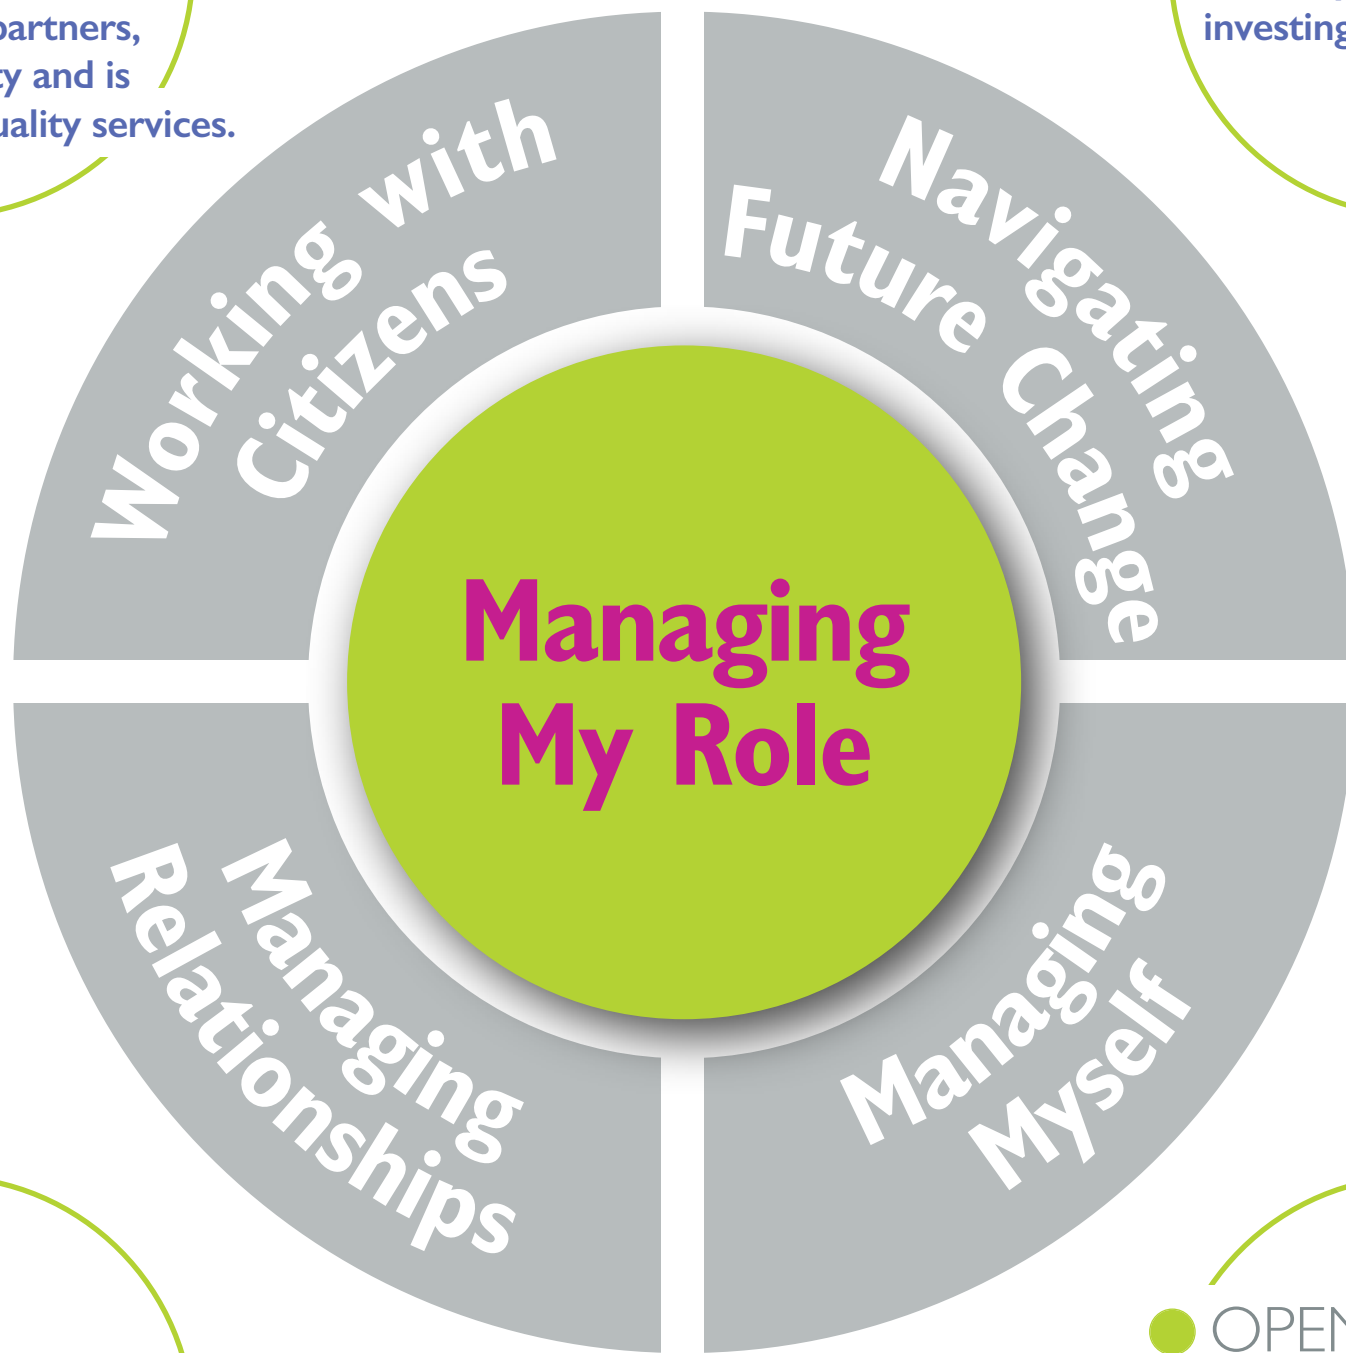 partners,
and is
quality services.
investing
Working with
Citizens
Navigating
Future Change
Managing
My Role
Managing
Relationships
Managing
Myself
OPEN